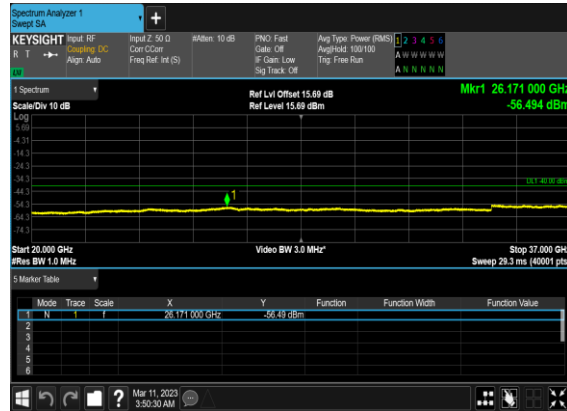 Spectrum Analyzer 1
Swept SA
KEYSIGHT
R T
Input: RF
Coupling: DC
Align: Auto
Input Z: 50 Ω
Corr CCorr
Freq Ref: Int (S)
#Atten: 10 dB
PNO: Fast
Gate: Off
IF Gain: Low
Sig Track: Off
Avg Type: Power (RMS)
Avg|Hold: 100/100
Trig: Free Run
1 2 3 4 5 6
A W W W W W
A N N N N N
1 Spectrum
Scale/Div 10 dB
Ref Lvl Offset 15.69 dB
Ref Level 15.69 dBm
Mkr1 26.171 000 GHz
-56.494 dBm
Log
5.69
-4.31
-14.3
-24.3
-34.3
-44.3
-54.3
-64.3
-74.3
DL1 -40.00 dBm
1
Start 20.000 GHz
#Res BW 1.0 MHz
Video BW 3.0 MHz*
Stop 37.000 GHz
Sweep 29.3 ms (40001 pts)
5 Marker Table
Mode Trace Scale X Y Function Function Width Function Value
1 N 1 f 26.171 000 GHz -56.49 dBm
2
3
4
5
6
?
Mar 11, 2023
3:50:30 AM